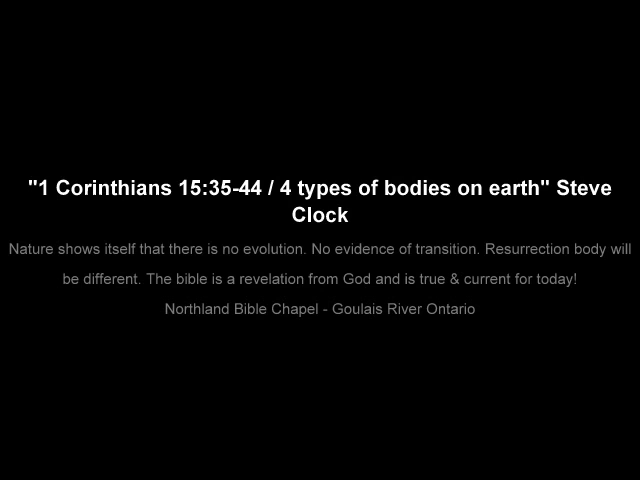 "1 Corinthians 15:35-44 / 4 types of bodies on earth" Steve
Clock
Nature shows itself that there is no evolution. No evidence of transition. Resurrection body will
be different. The bible is a revelation from God and is true & current for today!
Northland Bible Chapel - Goulais River Ontario